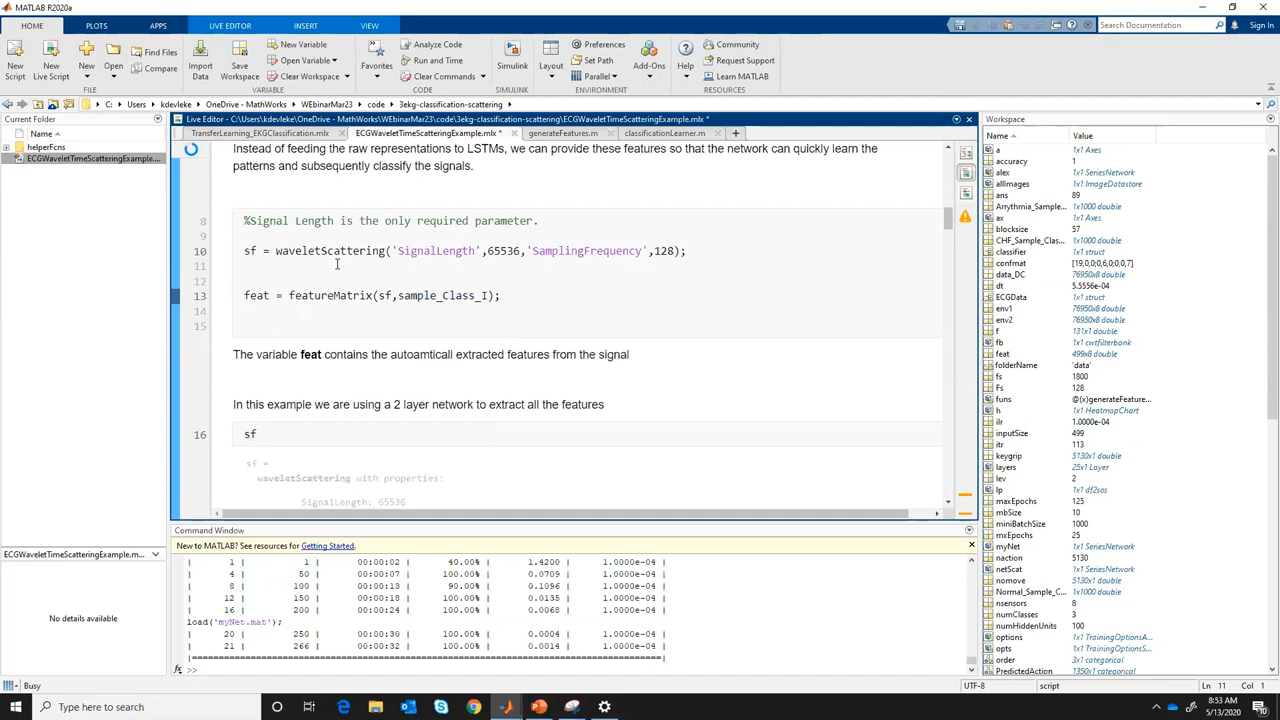 MATLAB R2020a
HOME PLOTS APPS LIVE EDITOR INSERT VIEW Search Documentation Sign In
New Script New Live Script New Open Find Files Compare Import Data Save Workspace New Variable Open Variable Clear Workspace Favorites Analyze Code Run and Time Clear Commands Simulink Layout Preferences Set Path Parallel Add-Ons Help Community Request Support Learn MATLAB
FILE VARIABLE CODE SIMULINK ENVIRONMENT RESOURCES
C: Users kdevleke OneDrive - MathWorks WEbinarMar23 code 3ekg-classification-scattering
Current Folder
Name
helperFcns
ECGWaveletTimeScatteringExample....
Live Editor - C:\Users\kdevleke\OneDrive - MathWorks\WEbinarMar23\code\3ekg-classification-scattering\ECGWaveletTimeScatteringExample.mlx *
TransferLearning_EKGClassification.mlx ECGWaveletTimeScatteringExample.mlx * generateFeatures.m classificationLearner.m
Instead of feeding the raw representations to LSTMs, we can provide these features so that the network can quickly learn the
patterns and subsequently classify the signals.
8 %Signal Length is the only required parameter.
9
10 sf = waveletScattering('SignalLength',65536,'SamplingFrequency',128);
11
12
13 feat = featureMatrix(sf,sample_Class_I);
14
15
The variable feat contains the autoamticall extracted features from the signal
In this example we are using a 2 layer network to extract all the features
16 sf
sf =
waveletScattering with properties:
SignalLength: 65536
Command Window
New to MATLAB? See resources for Getting Started.
| 1 | 1 | 00:00:02 | 40.00% | 1.4200 | 1.0000e-04 |
| 4 | 50 | 00:00:07 | 100.00% | 0.0709 | 1.0000e-04 |
| 8 | 100 | 00:00:13 | 90.00% | 0.1096 | 1.0000e-04 |
| 12 | 150 | 00:00:18 | 100.00% | 0.0135 | 1.0000e-04 |
| 16 | 200 | 00:00:24 | 100.00% | 0.0068 | 1.0000e-04 |
load('myNet.mat');
| 20 | 250 | 00:00:30 | 100.00% | 0.0004 | 1.0000e-04 |
| 21 | 266 | 00:00:32 | 100.00% | 0.0014 | 1.0000e-04 |
|======================================================================================|
fx >>
ECGWaveletTimeScatteringExample.m...
No details available
Workspace
Name Value
a 1x1 Axes
accuracy 1
alex 1x1 SeriesNetwork
allImages 1x1 ImageDatastore
ans 89
Arrythmia_Sample... 1x1000 double
ax 1x1 Axes
blocksize 57
CHF_Sample_Clas... 1x1000 double
classifier 1x1 struct
confmat [19,0,0;0,6,0;0,0,7]
data_DC 76950x8 double
dt 5.5556e-04
ECGData 1x1 struct
env1 76950x8 double
env2 76950x8 double
f 131x1 double
fb 1x1 cwtfilterbank
feat 499x8 double
folderName 'data'
fs 1800
Fs 128
funs @(x)generateFeature...
h 1x1 HeatmapChart
ilr 1.0000e-04
inputSize 499
itr 113
keygrip 5130x1 double
layers 25x1 Layer
lev 2
lp 1x1 df2sos
maxEpochs 125
mbSize 10
miniBatchSize 1000
mxEpochs 25
myNet 1x1 SeriesNetwork
naction 5130
netScat 1x1 SeriesNetwork
nomove 5130x1 double
Normal_Sample_C... 1x1000 double
nsensors 8
numClasses 3
numHiddenUnits 100
options 1x1 TrainingOptionsA...
opts 1x1 TrainingOptionsS...
order 3x1 categorical
PredictedAction 1350x1 categorical
Busy UTF-8 script Ln 11 Col 1
Type here to search
8:53 AM
5/13/2020